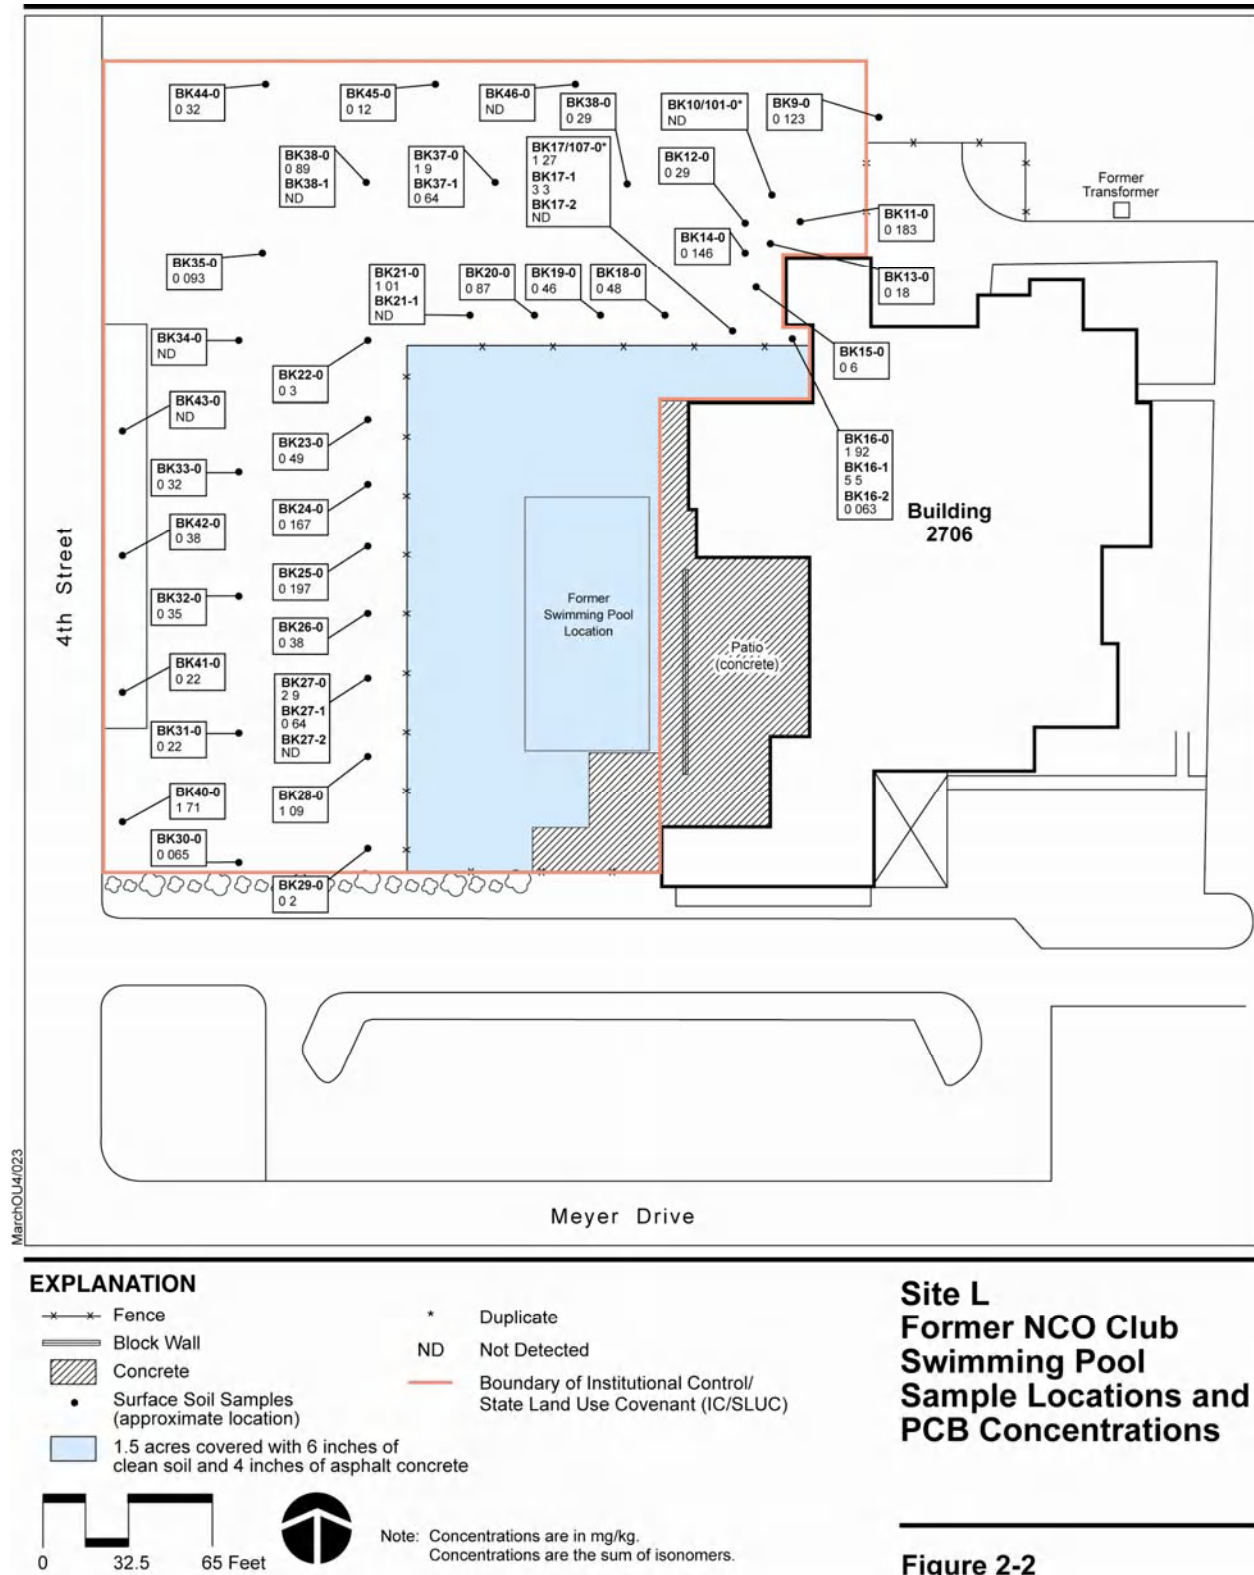 BK44-0
0 32
BK45-0
0 12
BK46-0
ND
BK38-0
0 29
BK10/101-0*
ND
BK9-0
0 123
BK38-0
0 89
BK38-1
ND
BK37-0
1 9
BK37-1
0 64
BK17/107-0*
1 27
BK17-1
3 3
BK17-2
ND
BK12-0
0 29
Former
Transformer
BK11-0
0 183
BK14-0
0 146
BK13-0
0 18
BK35-0
0 093
BK21-0
1 01
BK21-1
ND
BK20-0
0 87
BK19-0
0 46
BK18-0
0 48
BK34-0
ND
BK15-0
0 6
BK22-0
0 3
BK43-0
ND
BK23-0
0 49
BK16-0
1 92
BK16-1
5 5
BK16-2
0 063
BK33-0
0 32
BK24-0
0 167
Building
2706
BK42-0
0 38
BK25-0
0 197
4th Street
BK32-0
0 35
BK26-0
0 38
Former
Swimming Pool
Location
Patio
(concrete)
BK41-0
0 22
BK27-0
2 9
BK27-1
0 64
BK27-2
ND
BK31-0
0 22
BK40-0
1 71
BK28-0
1 09
BK30-0
0 065
BK29-0
0 2
MarchOU4/023
Meyer Drive
EXPLANATION
Fence
Block Wall
Concrete
Surface Soil Samples
(approximate location)
1.5 acres covered with 6 inches of
clean soil and 4 inches of asphalt concrete
* Duplicate
ND Not Detected
Boundary of Institutional Control/
State Land Use Covenant (IC/SLUC)
0 32.5 65 Feet
Note: Concentrations are in mg/kg.
Concentrations are the sum of isonomers.
Site L
Former NCO Club
Swimming Pool
Sample Locations and
PCB Concentrations
Figure 2-2